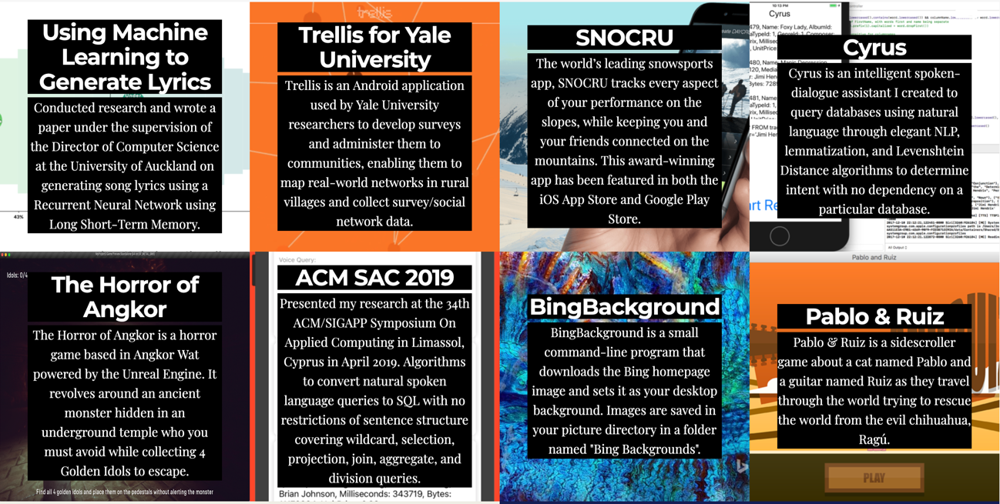 Using Machine
Learning to
Generate Lyrics
Conducted research and wrote a
paper under the supervision of
the Director of Computer Science
at the University of Auckland on
generating song lyrics using a
Recurrent Neural Network using
Long Short-Term Memory.
43%
trellis
Trellis for Yale
University
Trellis is an Android application
used by Yale University
researchers to develop surveys
and administer them to
communities, enabling them to
map real-world networks in rural
villages and collect survey/social
network data.
SNOCRU
The world's leading snowsports
app, SNOCRU tracks every aspect
of your performance on the
slopes, while keeping you and
your friends connected on the
mountains. This award-winning
app has been featured in both the
iOS App Store and Google Play
Store.
10:13 PM
Cyrus
479, Name: Foxy Lady, AlbumId:
Cyrus
Cyrus is an intelligent spoken-
dialogue assistant I created to
query databases using natural
language through elegant NLP,
lemmatization, and Levenshtein
Distance algorithms to determine
intent with no dependency on a
particular database.
All Output
Idols: 0/4
The Horror of
Angkor
The Horror of Angkor is a horror
game based in Angkor Wat
powered by the Unreal Engine. It
revolves around an ancient
monster hidden in an
underground temple who you
must avoid while collecting 4
Golden Idols to escape.
Find all 4 golden idols and place them on the pedestals without alerting the monster
Voice Query:
ACM SAC 2019
Presented my research at the 34th
ACM/SIGAPP Symposium On
Applied Computing in Limassol,
Cyprus in April 2019. Algorithms
to convert natural spoken
language queries to SQL with no
restrictions of sentence structure
covering wildcard, selection,
projection, join, aggregate, and
division queries.
Brian Johnson, Milliseconds: 343719, Bytes:
BingBackground
BingBackground is a small
command-line program that
downloads the Bing homepage
image and sets it as your desktop
background. Images are saved in
your picture directory in a folder
named "Bing Backgrounds".
Pablo and Ruiz
Pablo & Ruiz
Pablo & Ruiz is a sidescroller
game about a cat named Pablo and
a guitar named Ruiz as they travel
through the world trying to rescue
the world from the evil chihuahua,
Ragú.
PLAY